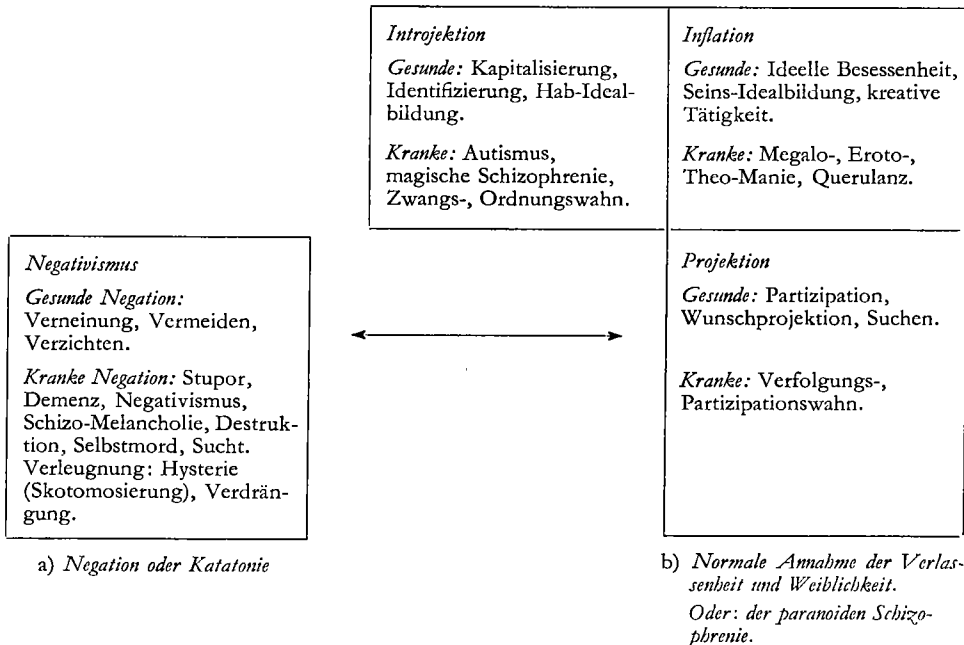 Introjektion
Gesunde: Kapitalisierung,
Identifizierung, Hab-Ideal-
bildung.
Kranke: Autismus,
magische Schizophrenie,
Zwangs-, Ordnungswahn.
Inflation
Gesunde: Ideelle Besessenheit,
Seins-Idealbildung, kreative
Tätigkeit.
Kranke: Megalo-, Eroto-,
Theo-Manie, Querulanz.
Negativismus
Gesunde Negation:
Verneinung, Vermeiden,
Verzichten.
Kranke Negation: Stupor,
Demenz, Negativismus,
Schizo-Melancholie, Destruk-
tion, Selbstmord, Sucht.
Verleugnung: Hysterie
(Skotomosierung), Verdrän-
gung.
Projektion
Gesunde: Partizipation,
Wunschprojektion, Suchen.
Kranke: Verfolgungs-,
Partizipationswahn.
a) Negation oder Katatonie
b) Normale Annahme der Verlas-
senheit und Weiblichkeit.
Oder: der paranoiden Schizo-
phrenie.